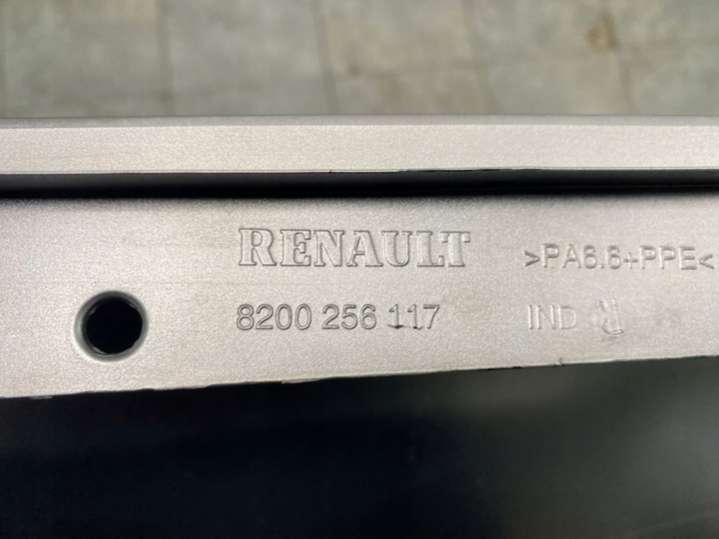 RENAULT
8200 256 117
>PA6.6+PPE<
IND